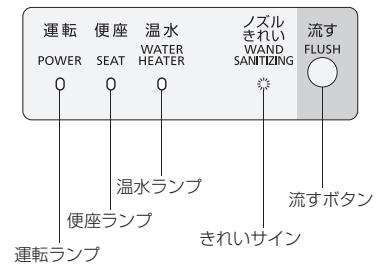 運転 便座 温水 ノズル
きれい 流す
POWER SEAT WATER
HEATER WAND
SANITIZING FLUSH
温水ランプ
流すボタン
便座ランプ
きれいサイン
運転ランプ